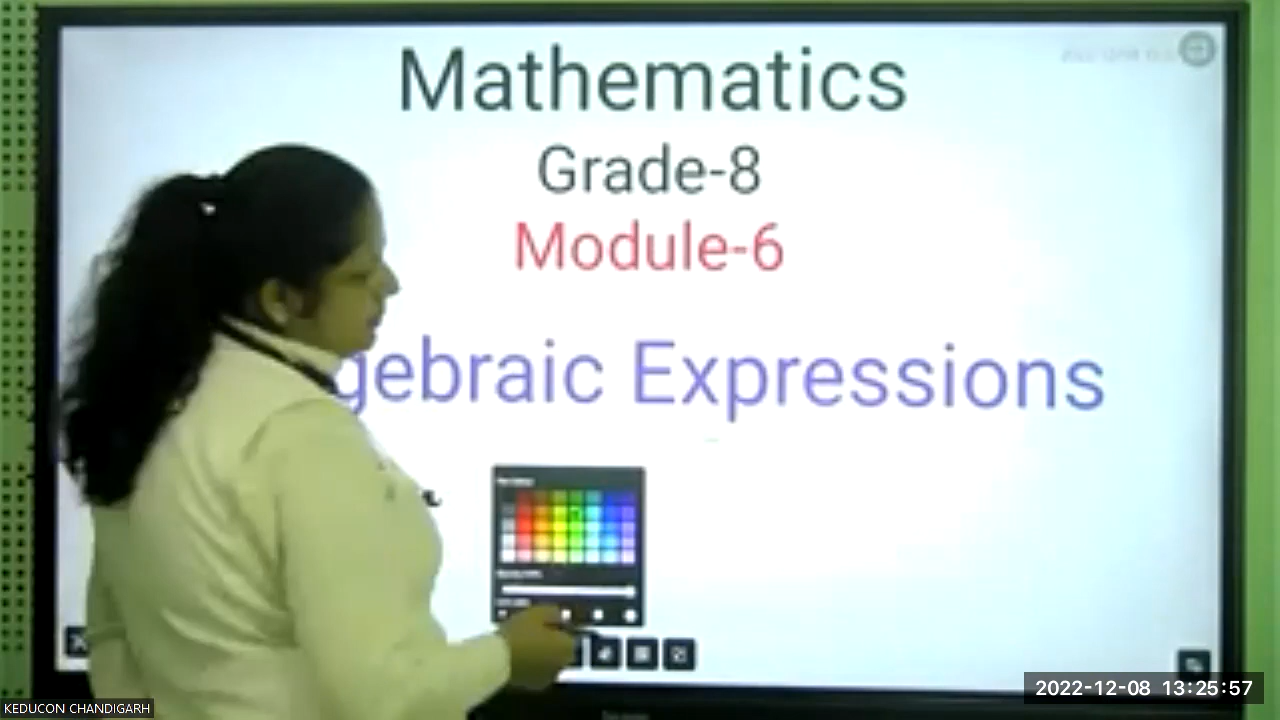 Mathematics
Grade-8
Module-6
gebraic Expressions
2022-12-08 13:25:57
KEDUCON CHANDIGARH